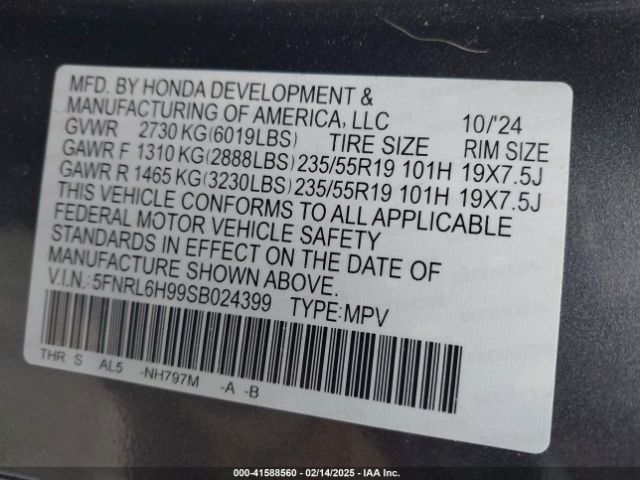 MFD. BY HONDA DEVELOPMENT &
MANUFACTURING OF AMERICA, LLC 10/'24
GVWR 2730 KG(6019LBS) TIRE SIZE RIM SIZE
GAWR F 1310 KG(2888LBS)235/55R19 101H 19X7.5J
GAWR R 1465 KG(3230LBS)235/55R19 101H 19X7.5J
THIS VEHICLE CONFORMS TO ALL APPLICABLE
FEDERAL MOTOR VEHICLE SAFETY
STANDARDS IN EFFECT ON THE DATE OF
MANUFACTURE SHOWN ABOVE.
V.I.N.: 5FNRL6H99SB024399 TYPE:MPV
THR S AL5 -NH797M -A -B
000-41588560 - 02/14/2025 - IAA Inc.